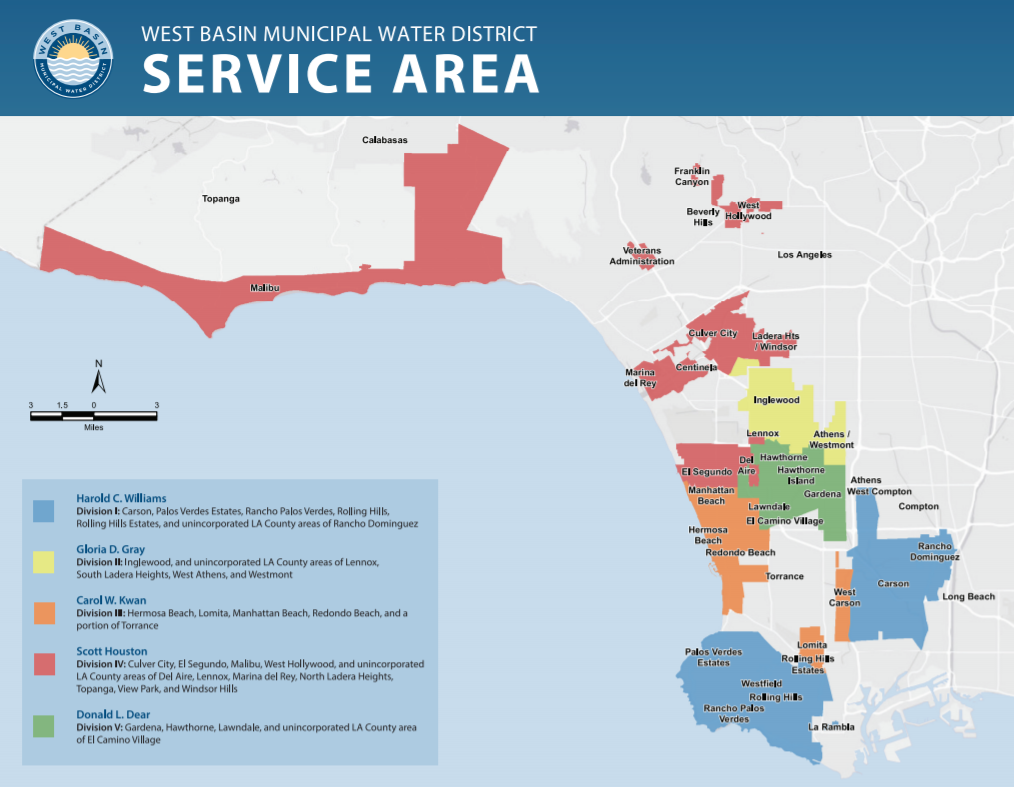 WEST BASIN
MUNICIPAL WATER DISTRICT
WEST BASIN MUNICIPAL WATER DISTRICT
SERVICE AREA
Calabasas
Topanga
Malibu
Franklin
Canyon
Beverly
Hills
West
Hollywood
Veterans
Administration
Los Angeles
Culver City
Ladera Hts
/ Windsor
Marina
del Rey
Centinela
Inglewood
Lennox
Athens /
Westmont
Del
Aire
Hawthorne
El Segundo
Hawthorne
Island
Manhattan
Beach
Gardena
Athens
West Compton
Lawndale
Compton
El Camino Village
Hermosa
Beach
Redondo Beach
Rancho
Dominguez
Torrance
Carson
West
Carson
Long Beach
Lomita
Palos Verdes
Estates
Rolling Hills
Estates
Westfield
Rolling Hills
Rancho Palos
Verdes
La Rambla
N
3 1.5 0 3
Miles
Harold C. Williams
Division I: Carson, Palos Verdes Estates, Rancho Palos Verdes, Rolling Hills,
Rolling Hills Estates, and unincorporated LA County areas of Rancho Dominguez
Gloria D. Gray
Division II: Inglewood, and unincorporated LA County areas of Lennox,
South Ladera Heights, West Athens, and Westmont
Carol W. Kwan
Division III: Hermosa Beach, Lomita, Manhattan Beach, Redondo Beach, and a
portion of Torrance
Scott Houston
Division IV: Culver City, El Segundo, Malibu, West Hollywood, and unincorporated
LA County areas of Del Aire, Lennox, Marina del Rey, North Ladera Heights,
Topanga, View Park, and Windsor Hills
Donald L. Dear
Division V: Gardena, Hawthorne, Lawndale, and unincorporated LA County area
of El Camino Village